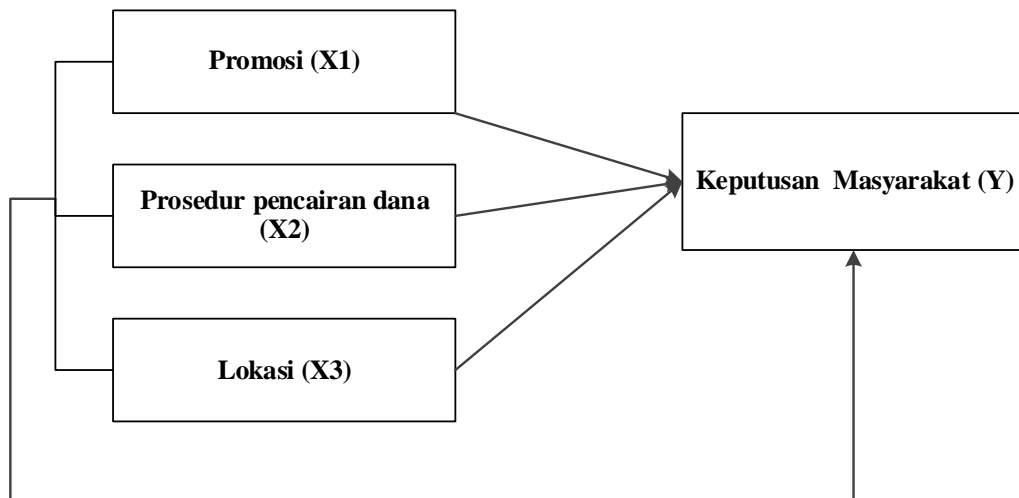 Promosi (X1)
Prosedur pencairan dana
(X2)
Keputusan Masyarakat (Y)
Lokasi (X3)